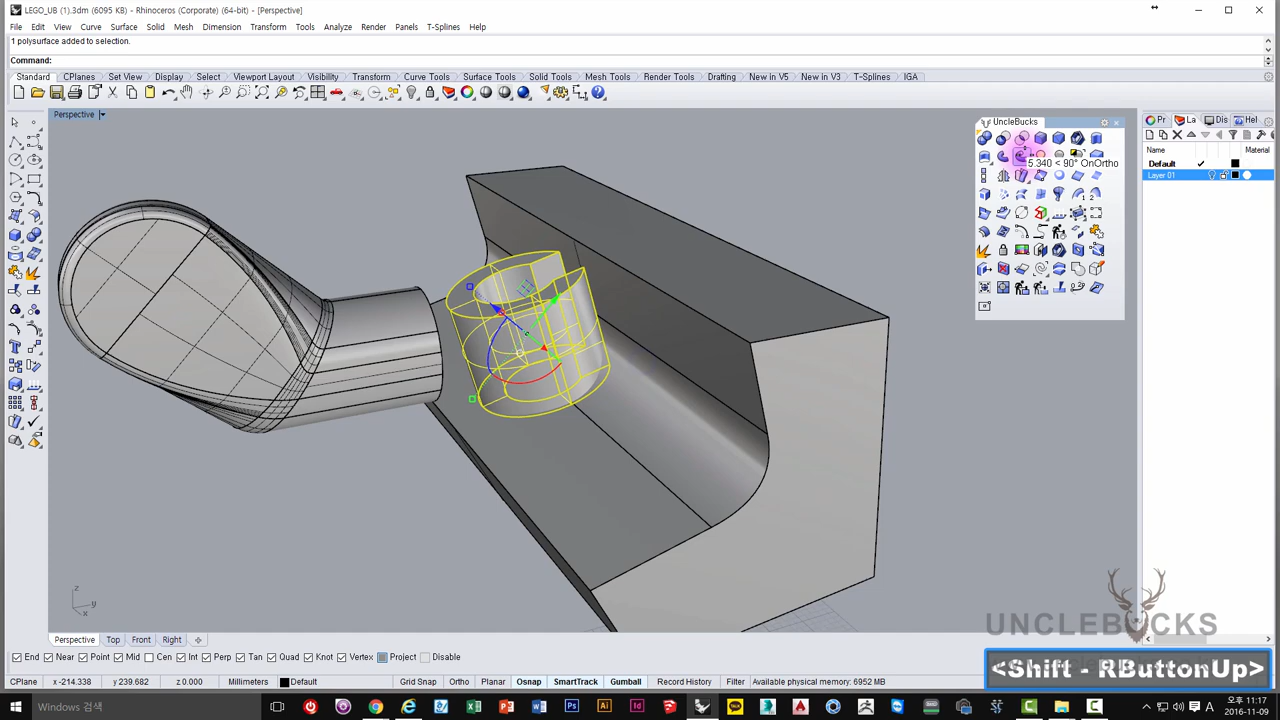 LEGO_UB (1).3dm (6095 KB) - Rhinoceros (Corporate) (64-bit) - [Perspective]
File Edit View Curve Surface Solid Mesh Dimension Transform Tools Analyze Render Panels T-Splines Help
1 polysurface added to selection.
Command:
Standard CPlanes Set View Display Select Viewport Layout Visibility Transform Curve Tools Surface Tools Solid Tools Mesh Tools Render Tools Drafting New in V5 New in V3 T-Splines IGA
Perspective
UncleBucks
Pr La Dis Hel
Name Material
Default
Layer 01
5.340 < 90° OnOrtho
z
y
x
Perspective Top Front Right
UNCLEBUCKS
End Near Point Mid Cen Int Perp Tan Quad Knot Vertex Project Disable
<Shift - RButtonUp>
CPlane x -214.338 y 239.682 z 0.000 Millimeters Default Grid Snap Ortho Planar Osnap SmartTrack Gumball Record History Filter Available physical memory: 6952 MB
Windows 검색
A
오후 11:17
2016-11-09